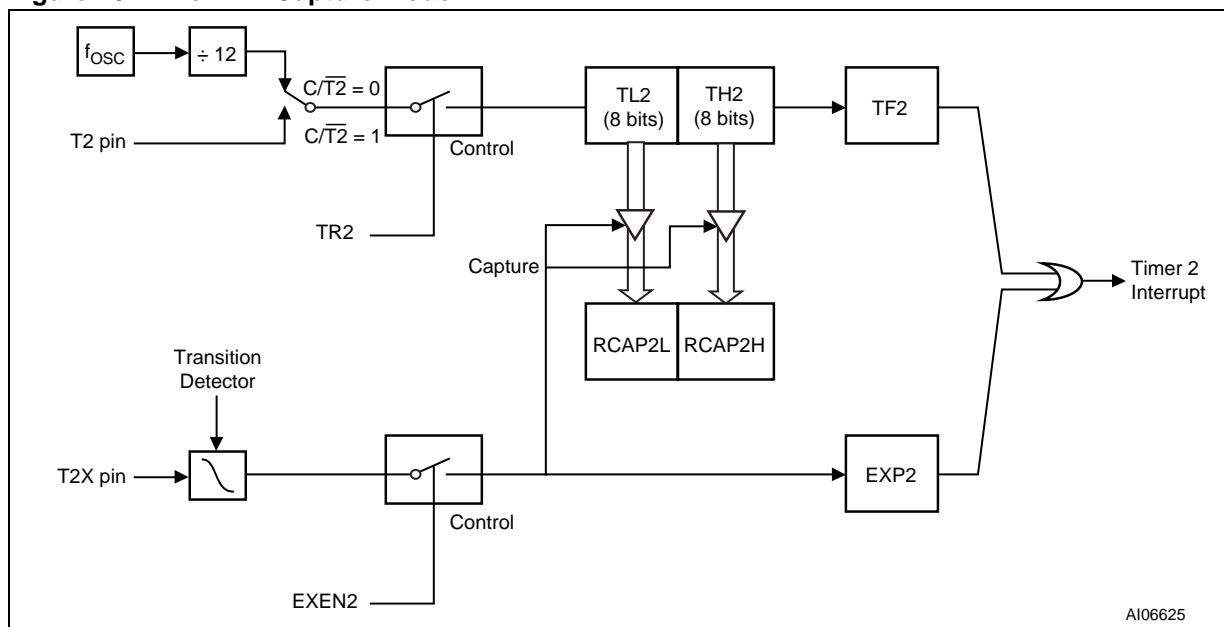 fOSC
÷ 12
C/T2 = 0
C/T2 = 1
T2 pin
Control
TR2
TL2
(8 bits)
TH2
(8 bits)
TF2
Capture
RCAP2L
RCAP2H
Timer 2
Interrupt
Transition
Detector
T2X pin
Control
EXEN2
EXP2
AI06625